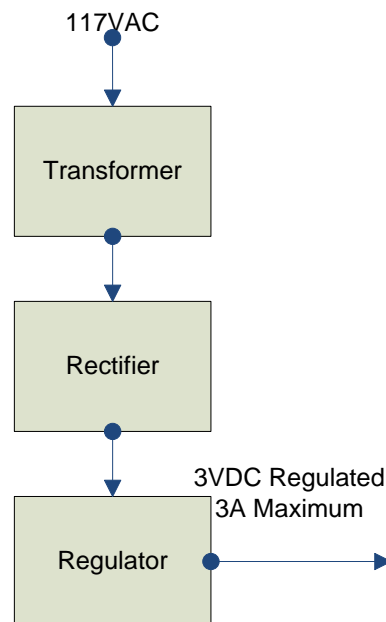 117VAC
Transformer
Rectifier
3VDC Regulated
3A Maximum
Regulator